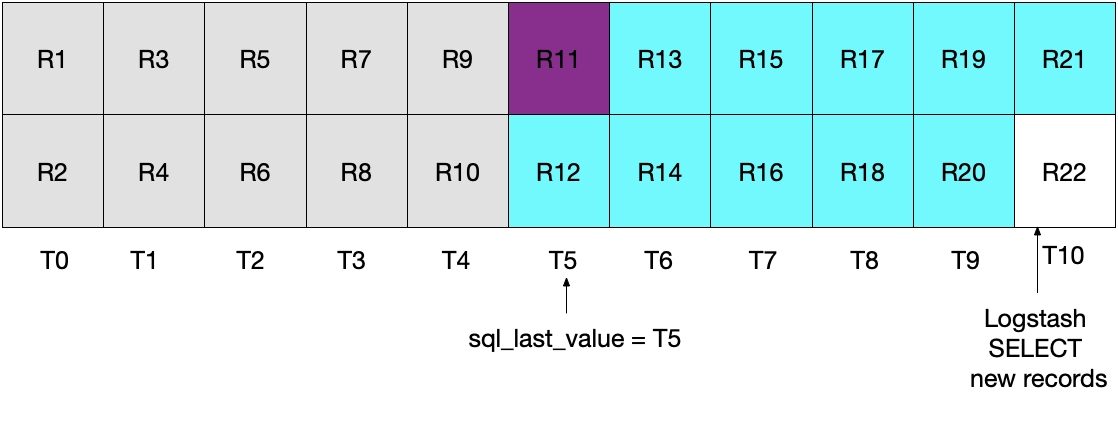 R1 R3 R5 R7 R9 R11 R13 R15 R17 R19 R21
R2 R4 R6 R8 R10 R12 R14 R16 R18 R20 R22
T0 T1 T2 T3 T4 T5 T6 T7 T8 T9 T10
sql_last_value = T5
Logstash
SELECT
new records